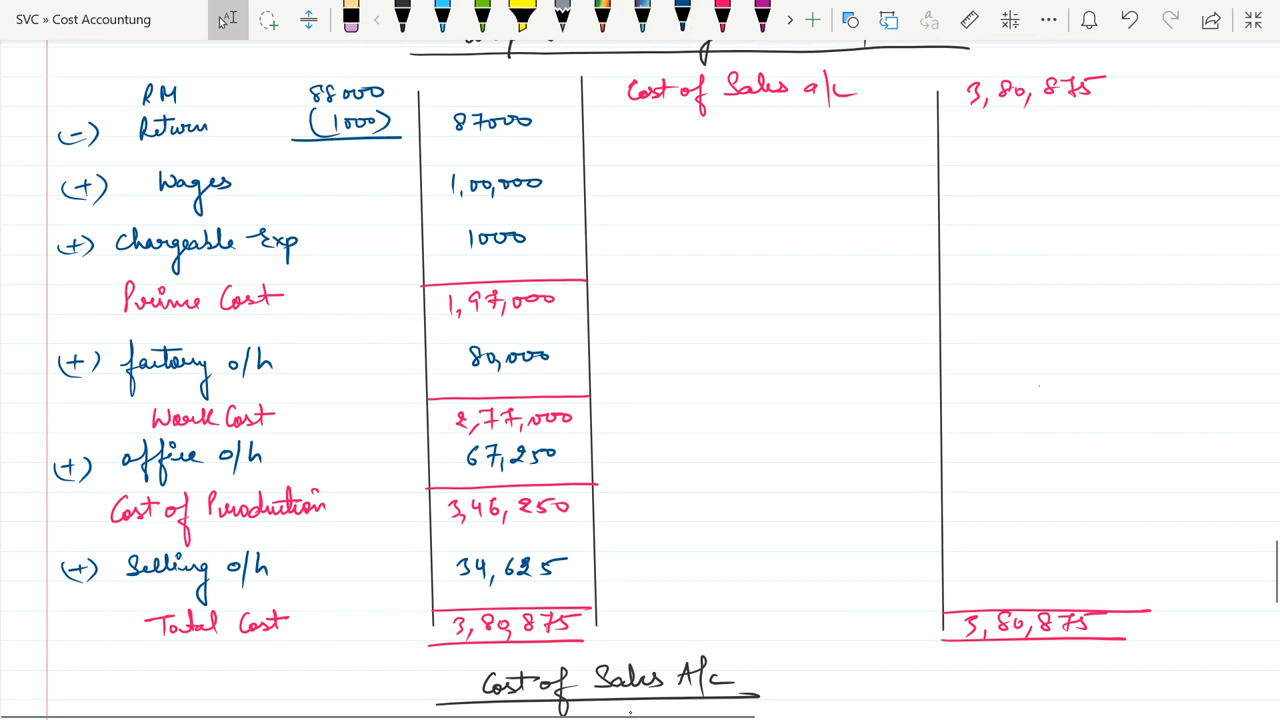 SVC » Cost Accountung
RM 88000 Cost of Sales a/c 3,80,875
(-) Return (1000) 87000
(+) Wages 1,00,000
(+) Chargeable Exp 1000
Prime Cost 1,97,000
(+) factory o/h 80,000
Work Cost 2,77,000
(+) office o/h 67,250
Cost of Production 3,46,250
(+) Selling o/h 34,625
Total Cost 3,80,875 3,80,875
Cost of Sales A/c